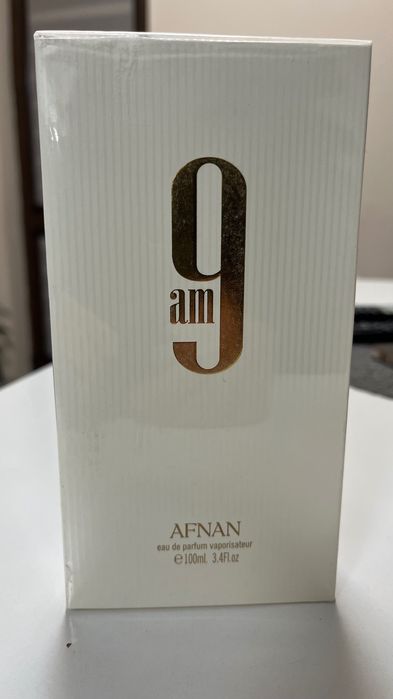 9
am
AFNAN
eau de parfum vaporisateur
℮100ml. 3.4Fl.oz